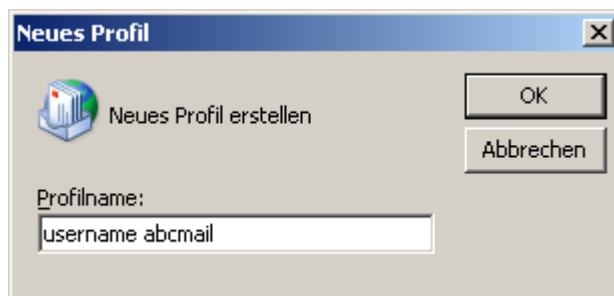 Neues Profil
Neues Profil erstellen
OK
Abbrechen
Profilname:
username abcmail